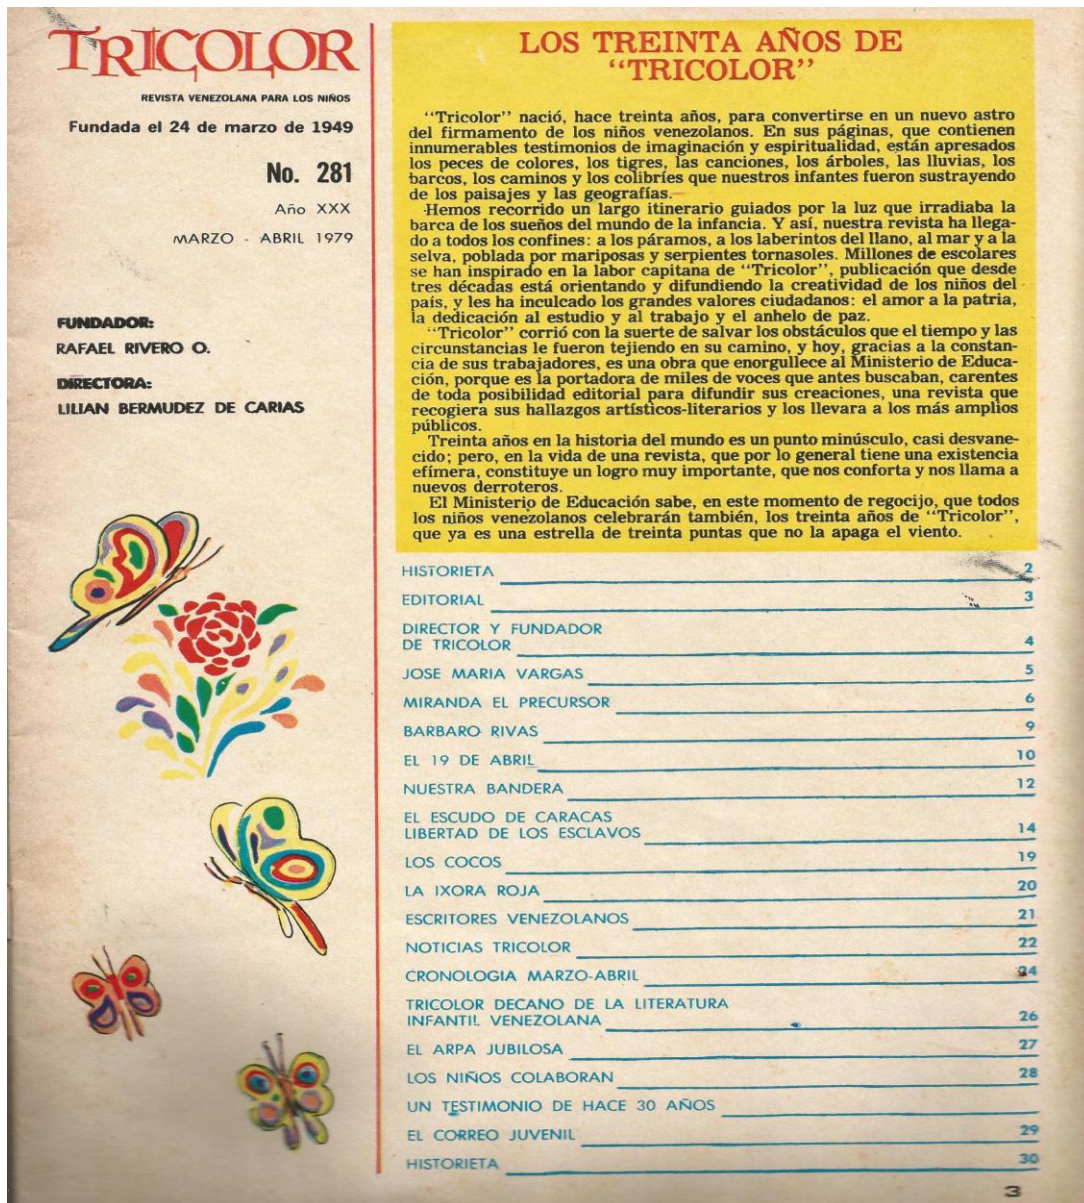 TRICOLOR
REVISTA VENEZOLANA PARA LOS NIÑOS
Fundada el 24 de marzo de 1949
No. 281
Año XXX
MARZO - ABRIL 1979
FUNDADOR:
RAFAEL RIVERO O.
DIRECTORA:
LILIAN BERMUDEZ DE CARIAS
LOS TREINTA AÑOS DE
"TRICOLOR"
"Tricolor" nació, hace treinta años, para convertirse en un nuevo astro
del firmamento de los niños venezolanos. En sus páginas, que contienen
innumerables testimonios de imaginación y espiritualidad, están apresados
los peces de colores, los tigres, las canciones, los árboles, las lluvias, los
barcos, los caminos y los colibríes que nuestros infantes fueron sustrayendo
de los paisajes y las geografías.
Hemos recorrido un largo itinerario guiados por la luz que irradiaba la
barca de los sueños del mundo de la infancia. Y así, nuestra revista ha llega-
do a todos los confines: a los páramos, a los laberintos del llano, al mar y a la
selva, poblada por mariposas y serpientes tornasoles. Millones de escolares
se han inspirado en la labor capitana de "Tricolor", publicación que desde
tres décadas está orientando y difundiendo la creatividad de los niños del
país, y les ha inculcado los grandes valores ciudadanos: el amor a la patria,
la dedicación al estudio y al trabajo y el anhelo de paz.
"Tricolor" corrió con la suerte de salvar los obstáculos que el tiempo y las
circunstancias le fueron tejiendo en su camino, y hoy, gracias a la constan-
cia de sus trabajadores, es una obra que enorgullece al Ministerio de Educa-
ción, porque es la portadora de miles de voces que antes buscaban, carentes
de toda posibilidad editorial para difundir sus creaciones, una revista que
recogiera sus hallazgos artísticos-literarios y los llevara a los más amplios
públicos.
Treinta años en la historia del mundo es un punto minúsculo, casi desvane-
cido; pero, en la vida de una revista, que por lo general tiene una existencia
efímera, constituye un logro muy importante, que nos conforta y nos llama a
nuevos derroteros.
El Ministerio de Educación sabe, en este momento de regocijo, que todos
los niños venezolanos celebrarán también, los treinta años de "Tricolor",
que ya es una estrella de treinta puntas que no la apaga el viento.
HISTORIETA 2
EDITORIAL 3
DIRECTOR Y FUNDADOR
DE TRICOLOR 4
JOSE MARIA VARGAS 5
MIRANDA EL PRECURSOR 6
BARBARO RIVAS 9
EL 19 DE ABRIL 10
NUESTRA BANDERA 12
EL ESCUDO DE CARACAS
LIBERTAD DE LOS ESCLAVOS 14
LOS COCOS 19
LA IXORA ROJA 20
ESCRITORES VENEZOLANOS 21
NOTICIAS TRICOLOR 22
CRONOLOGIA MARZO-ABRIL 24
TRICOLOR DECANO DE LA LITERATURA
INFANTIL VENEZOLANA 26
EL ARPA JUBILOSA 27
LOS NIÑOS COLABORAN 28
UN TESTIMONIO DE HACE 30 AÑOS
EL CORREO JUVENIL 29
HISTORIETA 30
3